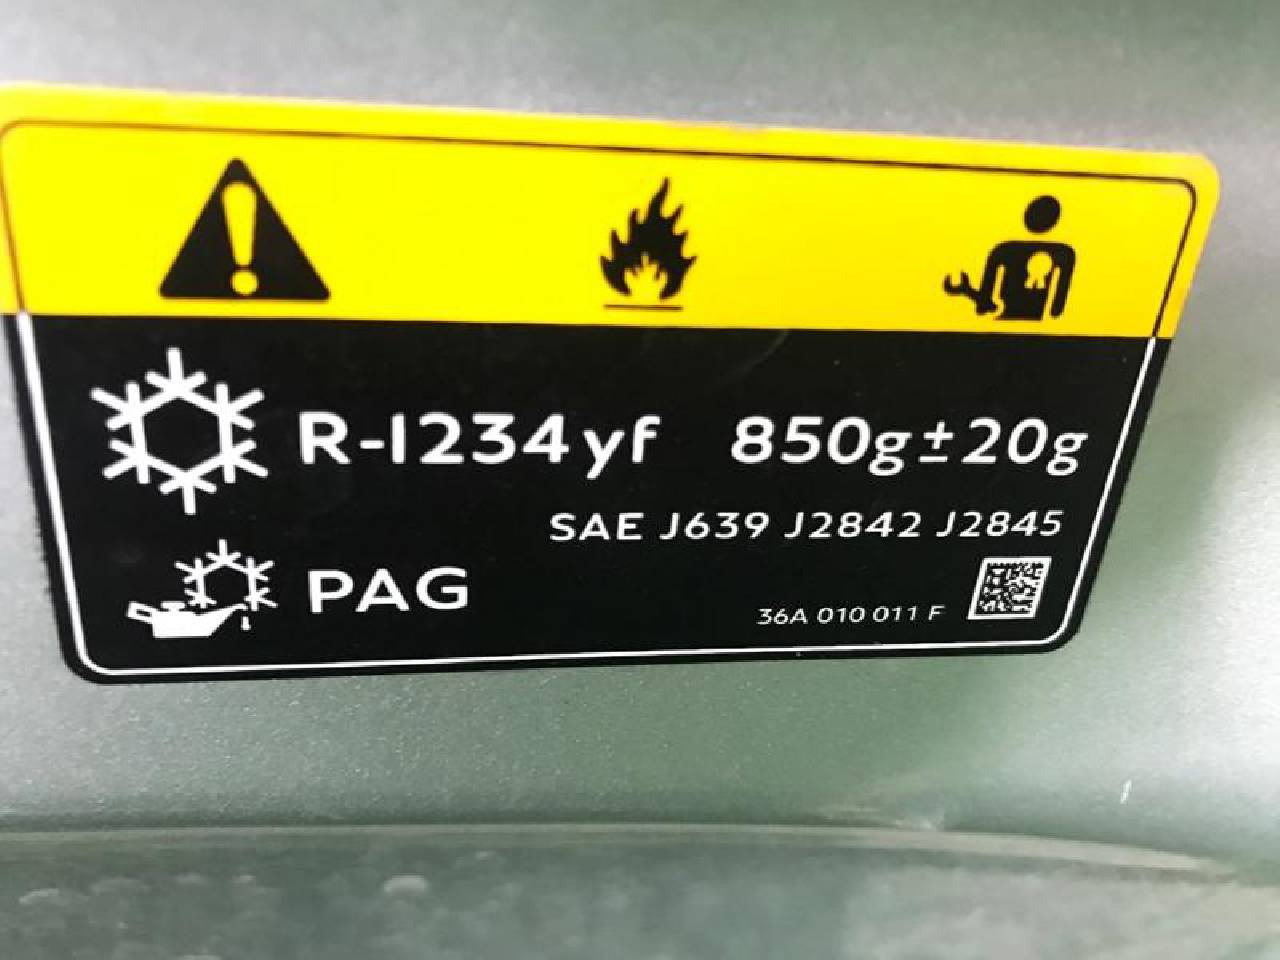 R-1234yf 850g±20g
SAE J639 J2842 J2845
PAG
36A 010 011 F